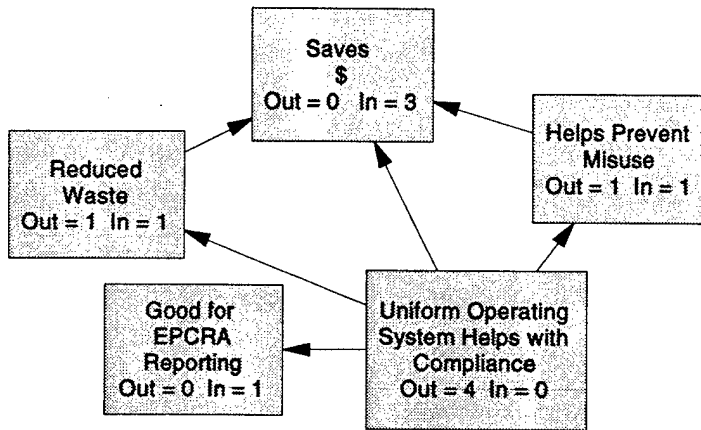 Saves
$
Out = 0 In = 3
Helps Prevent
Misuse
Out = 1 In = 1
Reduced
Waste
Out = 1 In = 1
Good for
EPCRA
Reporting
Out = 0 In = 1
Uniform Operating
System Helps with
Compliance
Out = 4 In = 0